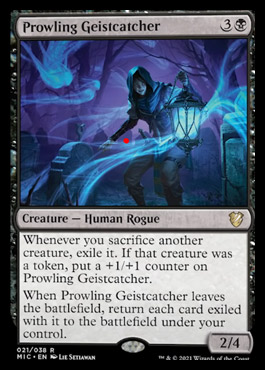 Prowling Geistcatcher 3
Creature — Human Rogue
Whenever you sacrifice another
creature, exile it. If that creature
was a token, put a +1/+1 counter on
Prowling Geistcatcher.
When Prowling Geistcatcher leaves
the battlefield, return each card exiled
with it to the battlefield under your
control.
2/4
021/038 R
MIC • EN Lie Setiawan
™ & © 2021 Wizards of the Coast